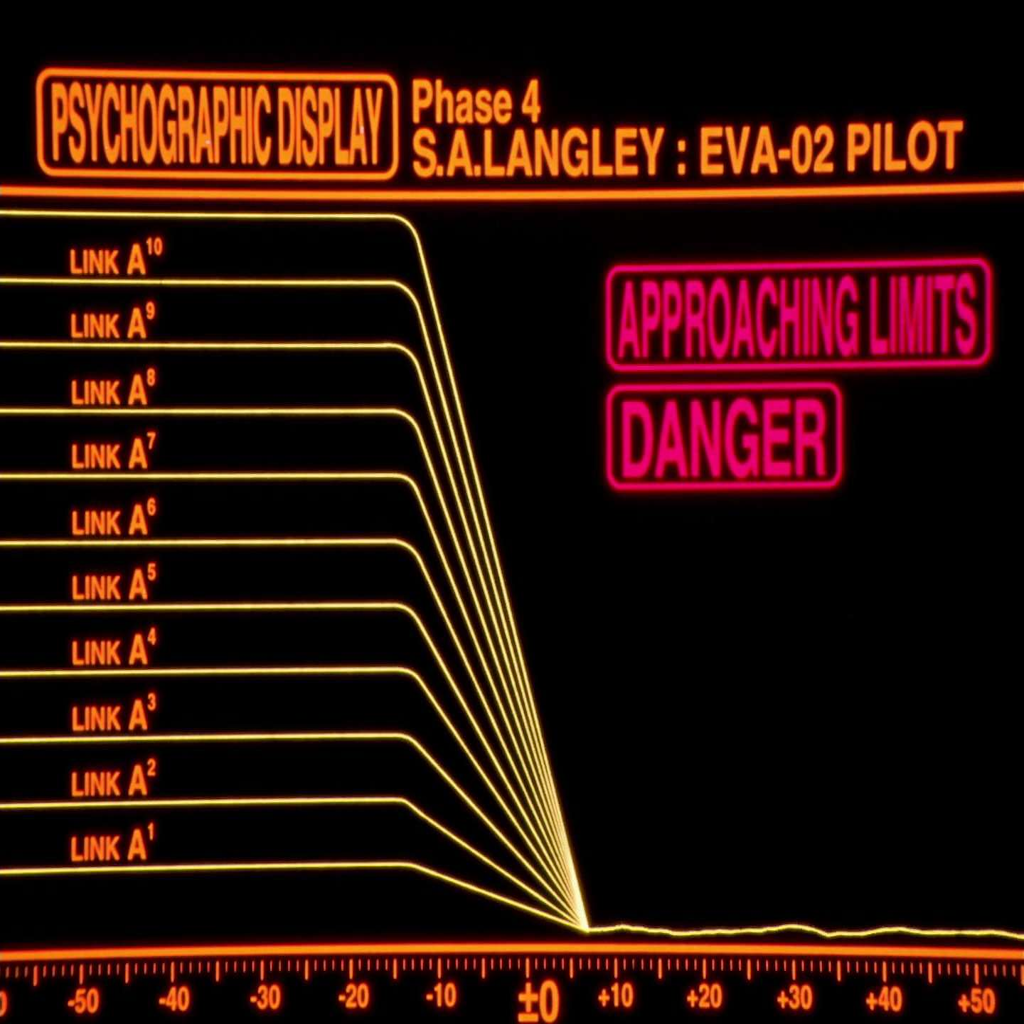 PSYCHOGRAPHIC DISPLAY
Phase 4
S.A.LANGLEY : EVA-02 PILOT
LINK A¹⁰
APPROACHING LIMITS
LINK A⁹
LINK A⁸
DANGER
LINK A⁷
LINK A⁶
LINK A⁵
LINK A⁴
LINK A³
LINK A²
LINK A¹
-50 -40 -30 -20 -10 ±0 +10 +20 +30 +40 +50